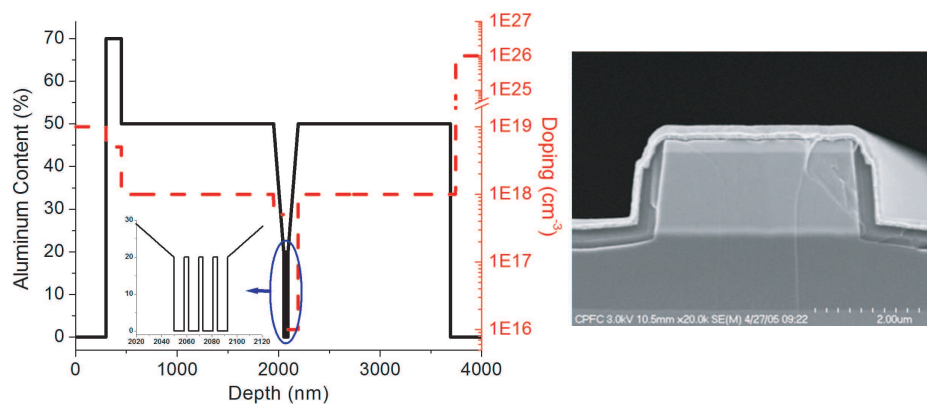 70
60
50
40
30
20
10
0
Aluminum Content (%)
0
1000
2000
3000
4000
Depth (nm)
1E27
1E26
1E25
1E19
1E18
1E17
1E16
Doping (cm⁻³)
30
20
10
0
2020
2040
2060
2080
2100
2120
CPFC 3.0kV 10.5mm x20.0k SE(M) 4/27/05 09:22
2.00um